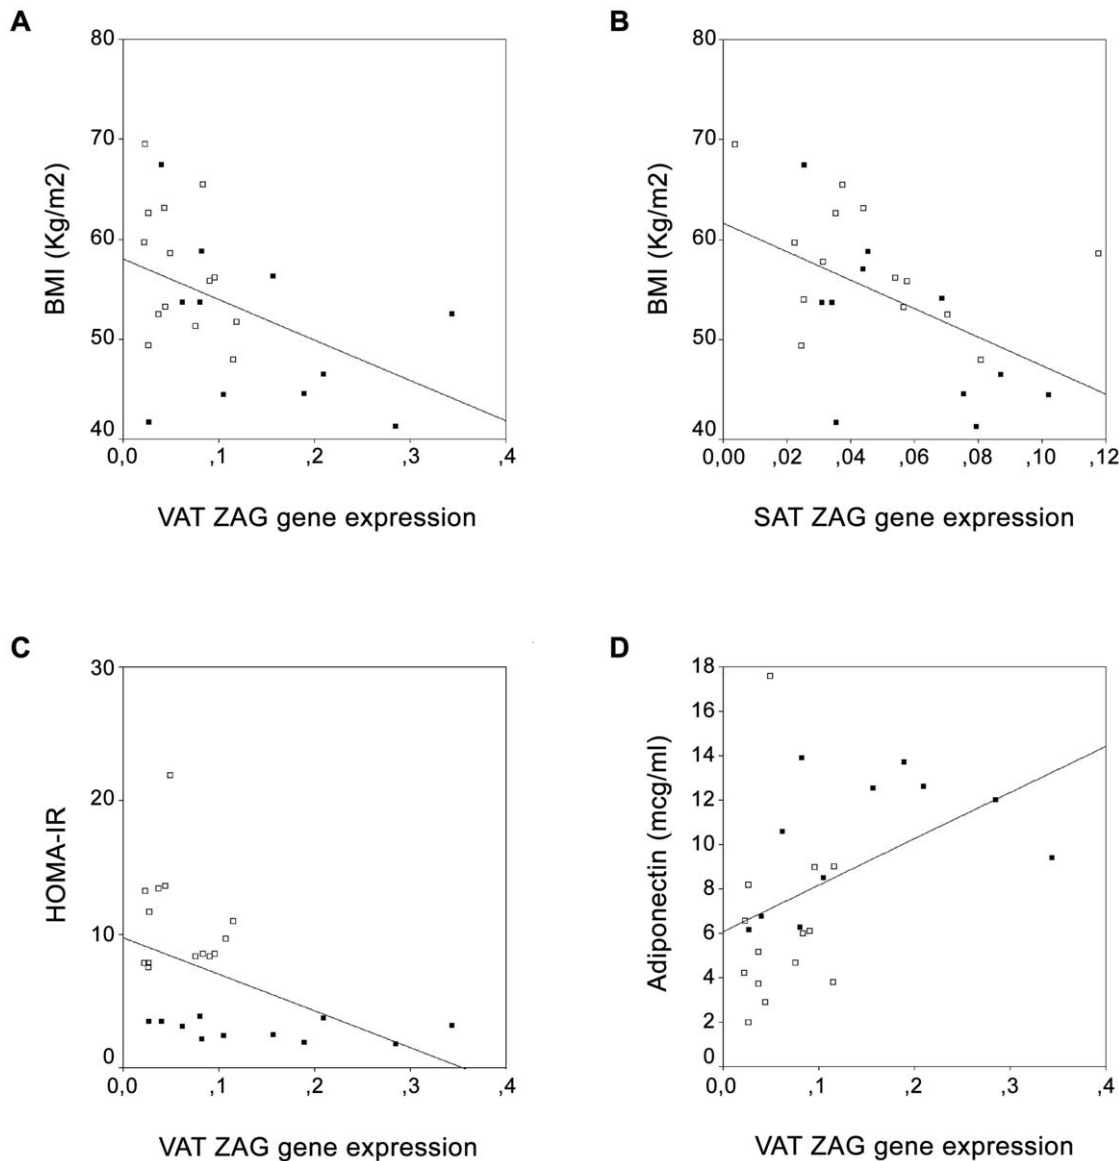 A
80
70
60
50
40
BMI (Kg/m2)
0,0 ,1 ,2 ,3 ,4
VAT ZAG gene expression
B
80
70
60
50
40
BMI (Kg/m2)
0,00 ,02 ,04 ,06 ,08 ,10 ,12
SAT ZAG gene expression
C
30
20
10
0
HOMA-IR
0,0 ,1 ,2 ,3 ,4
VAT ZAG gene expression
D
18
16
14
12
10
8
6
4
2
0
Adiponectin (mcg/ml)
0,0 ,1 ,2 ,3 ,4
VAT ZAG gene expression